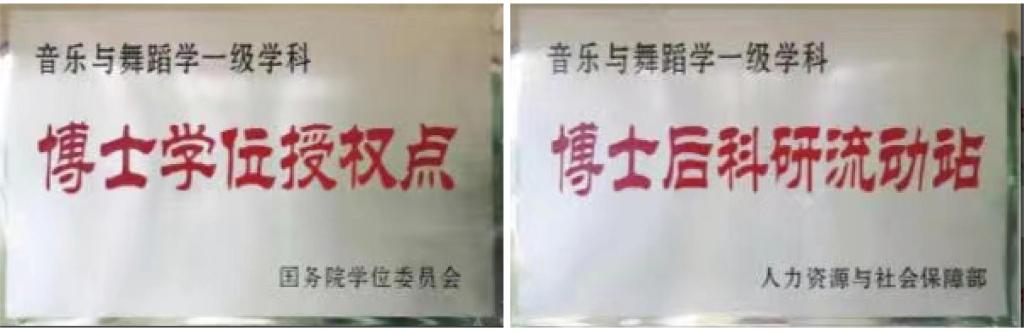 音乐与舞蹈学一级学科
博士学位授权点
国务院学位委员会
音乐与舞蹈学一级学科
博士后科研流动站
人力资源与社会保障部